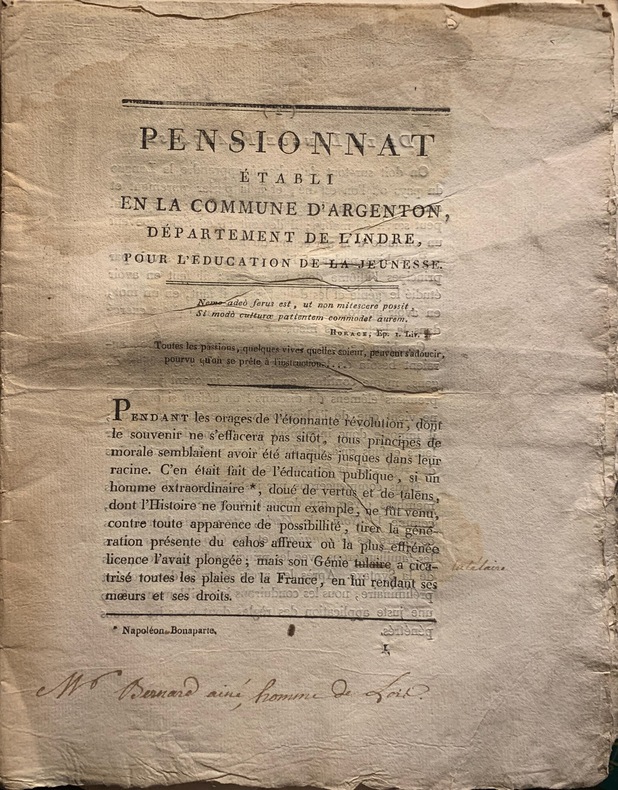 PENSIONNAT
ÉTABLI
EN LA COMMUNE D'ARGENTON,
DÉPARTEMENT DE L'INDRE,
POUR L'ÉDUCATION DE LA JEUNESSE.
Nemo adeò ferus est, ut non mitescere possit,
Si modò culturæ patientem commodet aurem.
HORACE, Ep. 1. Liv.
Toutes les passions, quelques vives quelles soient, peuvent s'adoucir,
pourvu qu'on se prête à l'instruction....
PENDANT les orages de l'étonnante révolution, dont
le souvenir ne s'effacera pas sitôt, tous principes de
morale semblaient avoir été attaqués jusques dans leur
racine. C'en était fait de l'éducation publique, si un
homme extraordinaire *, doué de vertus et de talens,
dont l'Histoire ne fournit aucun exemple, ne fût venu,
contre toute apparence de possibillité, tirer la géné-
ration présente du cahos affreux où la plus effrénée
licence l'avait plongée ; mais son Génie tulaire a cica-
trisé toutes les plaies de la France, en lui rendant ses
mœurs et ses droits.
tutelaire
* Napoléon Bonaparte.
1
Mr Bernard ainé, homme de Loix.